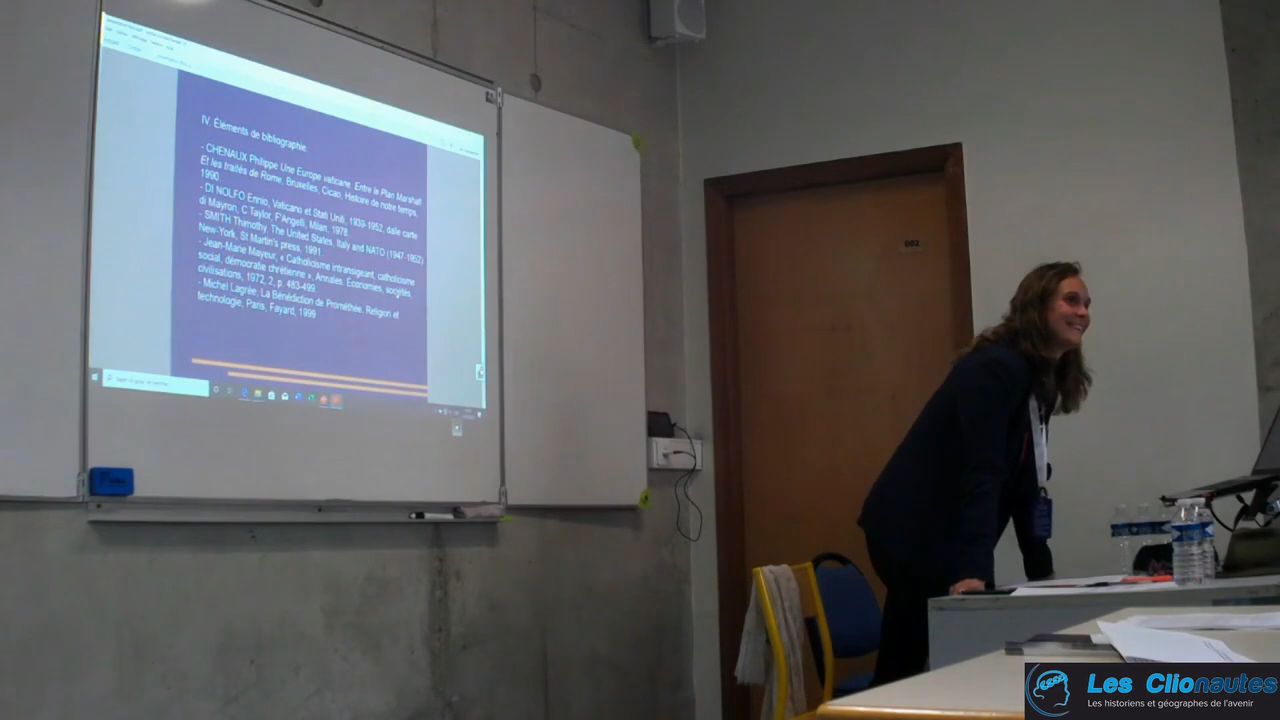 IV. Éléments de bibliographie
- CHENAUX Philippe Une Europe vaticane. Entre le Plan Marshall
Et les traités de Rome, Bruxelles, Cicao, Histoire de notre temps,
1990
- DI NOLFO Ennio, Vaticano et Stati Uniti, 1939-1952, dalle carte
di Mayron, C Taylor, F'Angelli, Milan, 1978
- SMITH Thimothy, The United States, Italy and NATO (1947-1952)
New-York, St Martin's press, 1991
- Jean-Marie Mayeur, « Catholicisme intransigeant, catholicisme
social, démocratie chrétienne », Annales. Économies, sociétés,
civilisations, 1972, 2, p. 483-499
- Michel Lagrée, La Bénédiction de Prométhée. Religion et
technologie, Paris, Fayard, 1999
Les Clionautes
Les historiens et géographes de l'avenir